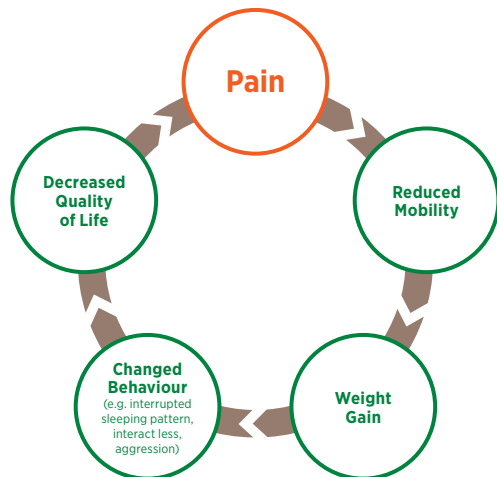 Pain
Reduced
Mobility
Weight
Gain
Changed
Behaviour
(e.g. interrupted
sleeping pattern,
interact less,
aggression)
Decreased
Quality
of Life